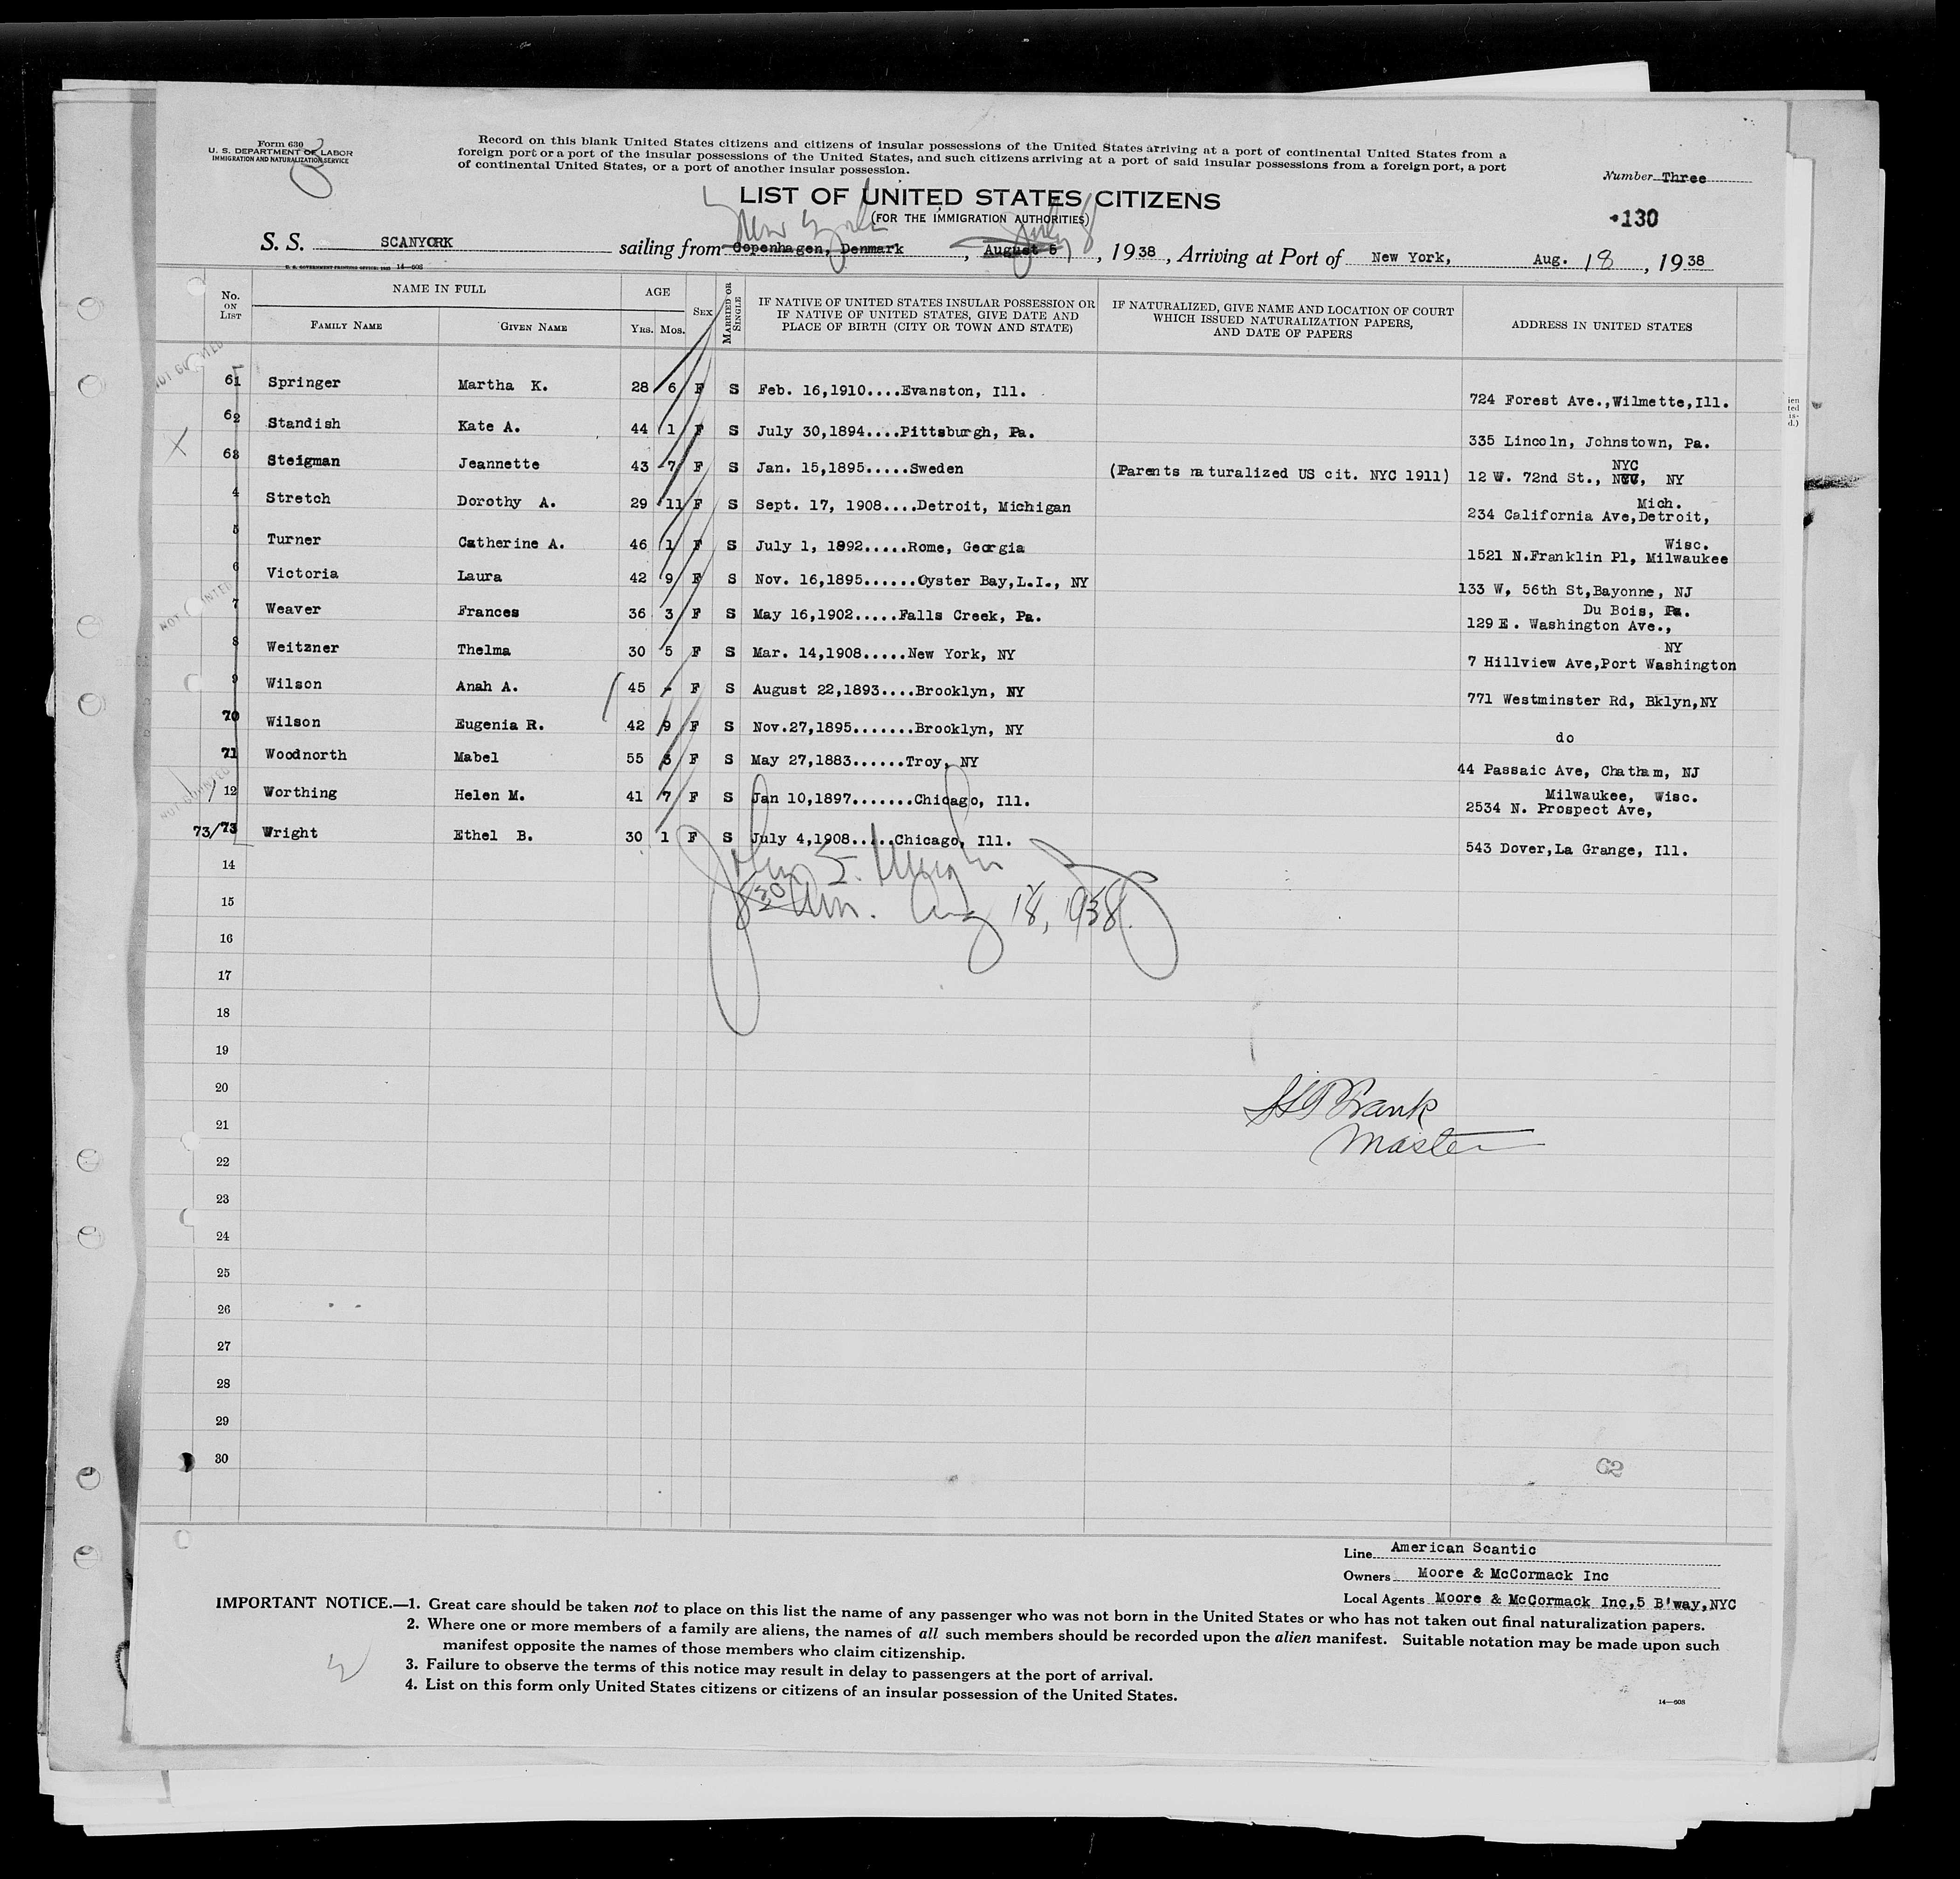 Form 630
U. S. DEPARTMENT OF LABOR
IMMIGRATION AND NATURALIZATION SERVICE
Record on this blank United States citizens and citizens of insular possessions of the United States arriving at a port of continental United States from a
foreign port or a port of the insular possessions of the United States, and such citizens arriving at a port of said insular possessions from a foreign port, a port
of continental United States, or a port of another insular possession.
Number Three
LIST OF UNITED STATES CITIZENS
(FOR THE IMMIGRATION AUTHORITIES)
130
New York July 8
S. S. SCANYORK sailing from Copenhagen, Denmark, August 5, 1938, Arriving at Port of New York, Aug. 18, 1938
U. S. GOVERNMENT PRINTING OFFICE: 14—608
No. ON LIST NAME IN FULL AGE SEX MARRIED OR SINGLE IF NATIVE OF UNITED STATES INSULAR POSSESSION OR IF NATIVE OF UNITED STATES, GIVE DATE AND PLACE OF BIRTH (CITY OR TOWN AND STATE) IF NATURALIZED, GIVE NAME AND LOCATION OF COURT WHICH ISSUED NATURALIZATION PAPERS, AND DATE OF PAPERS ADDRESS IN UNITED STATES
FAMILY NAME GIVEN NAME YRS. MOS.
61 Springer Martha K. 28 6 F S Feb. 16,1910....Evanston, Ill. 724 Forest Ave.,Wilmette,Ill.
62 Standish Kate A. 44 1 F S July 30,1894....Pittsburgh, Pa. 335 Lincoln, Johnstown, Pa.
63 Steigman Jeannette 43 7 F S Jan. 15,1895.....Sweden (Parents naturalized US cit. NYC 1911) 12 W. 72nd St., NYC, NY
NYC
4 Stretch Dorothy A. 29 11 F S Sept. 17, 1908....Detroit, Michigan
Mich.
234 California Ave,Detroit,
5 Turner Catherine A. 46 1 F S July 1, 1892.....Rome, Georgia
Wisc.
1521 N.Franklin Pl, Milwaukee
6 Victoria Laura 42 9 F S Nov. 16,1895......Oyster Bay,L.I., NY 133 W, 56th St,Bayonne, NJ
7 Weaver Frances 36 3 F S May 16,1902.....Falls Creek, Pa.
Du Bois, Pa.
129 E. Washington Ave.,
8 Weitzner Thelma 30 5 F S Mar. 14,1908.....New York, NY
NY
7 Hillview Ave,Port Washington
9 Wilson Anah A. 45 - F S August 22,1893....Brooklyn, NY 771 Westminster Rd, Bklyn,NY
70 Wilson Eugenia R. 42 9 F S Nov.27,1895.......Brooklyn, NY do
71 Woodnorth Mabel 55 F S May 27,1883......Troy, NY 44 Passaic Ave, Chatham, NJ
12 Worthing Helen M. 41 7 F S Jan 10,1897.......Chicago, Ill.
Milwaukee, Wisc.
2534 N. Prospect Ave,
73/73 Wright Ethel B. 30 1 F S July 4,1908.....Chicago, Ill. 543 Dover,La Grange, Ill.
14
15
Aug 18, 1938.
16
17
18
19
20
Frank
21
Master
22
23
24
25
26
27
28
29
30
62
Line American Scantic
Owners Moore & McCormack Inc
Local Agents Moore & McCormack Inc,5 B'way,NYC
IMPORTANT NOTICE.—1. Great care should be taken not to place on this list the name of any passenger who was not born in the United States or who has not taken out final naturalization papers.
2. Where one or more members of a family are aliens, the names of all such members should be recorded upon the alien manifest. Suitable notation may be made upon such
manifest opposite the names of those members who claim citizenship.
3. Failure to observe the terms of this notice may result in delay to passengers at the port of arrival.
4. List on this form only United States citizens or citizens of an insular possession of the United States.
14—608